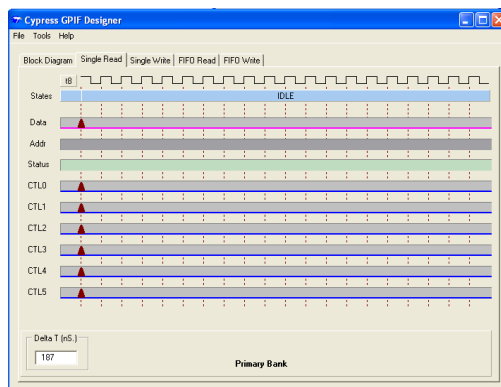 Cypress GPIF Designer
File Tools Help
Block Diagram Single Read Single Write FIFO Read FIFO Write
t8
States IDLE
Data
Addr
Status
CTL0
CTL1
CTL2
CTL3
CTL4
CTL5
Delta T (nS.)
187
Primary Bank